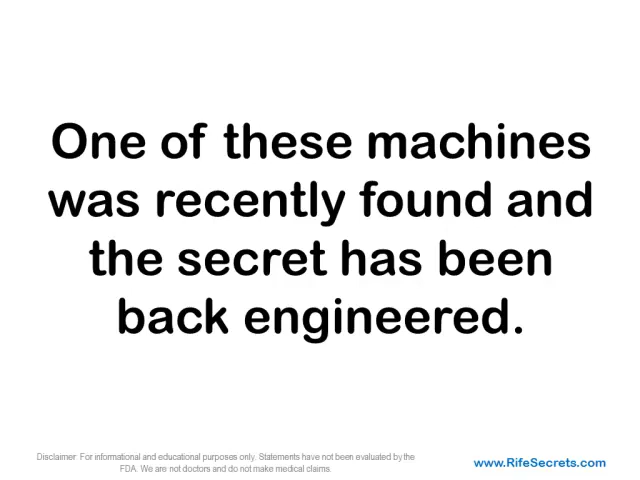 One of these machines
was recently found and
the secret has been
back engineered.
Disclaimer: For informational and educational purposes only. Statements have not been evaluated by the
FDA. We are not doctors and do not make medical claims.
www.RifeSecrets.com